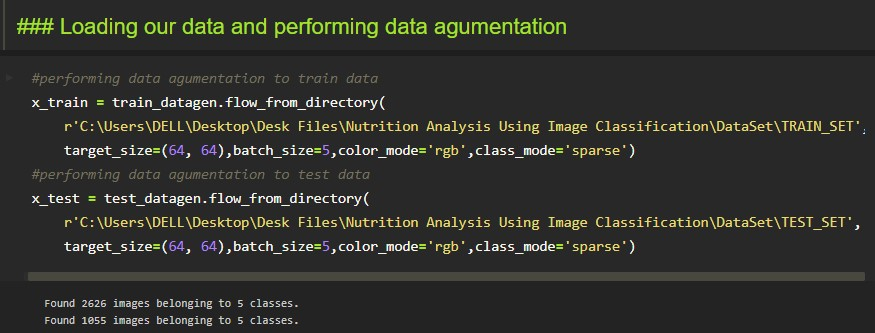 ### Loading our data and performing data agumentation
#performing data agumentation to train data
x_train = train_datagen.flow_from_directory(
r'C:\Users\DELL\Desktop\Desk Files\Nutrition Analysis Using Image Classification\DataSet\TRAIN_SET',
target_size=(64, 64),batch_size=5,color_mode='rgb',class_mode='sparse')
#performing data agumentation to test data
x_test = test_datagen.flow_from_directory(
r'C:\Users\DELL\Desktop\Desk Files\Nutrition Analysis Using Image Classification\DataSet\TEST_SET',
target_size=(64, 64),batch_size=5,color_mode='rgb',class_mode='sparse')
Found 2626 images belonging to 5 classes.
Found 1055 images belonging to 5 classes.